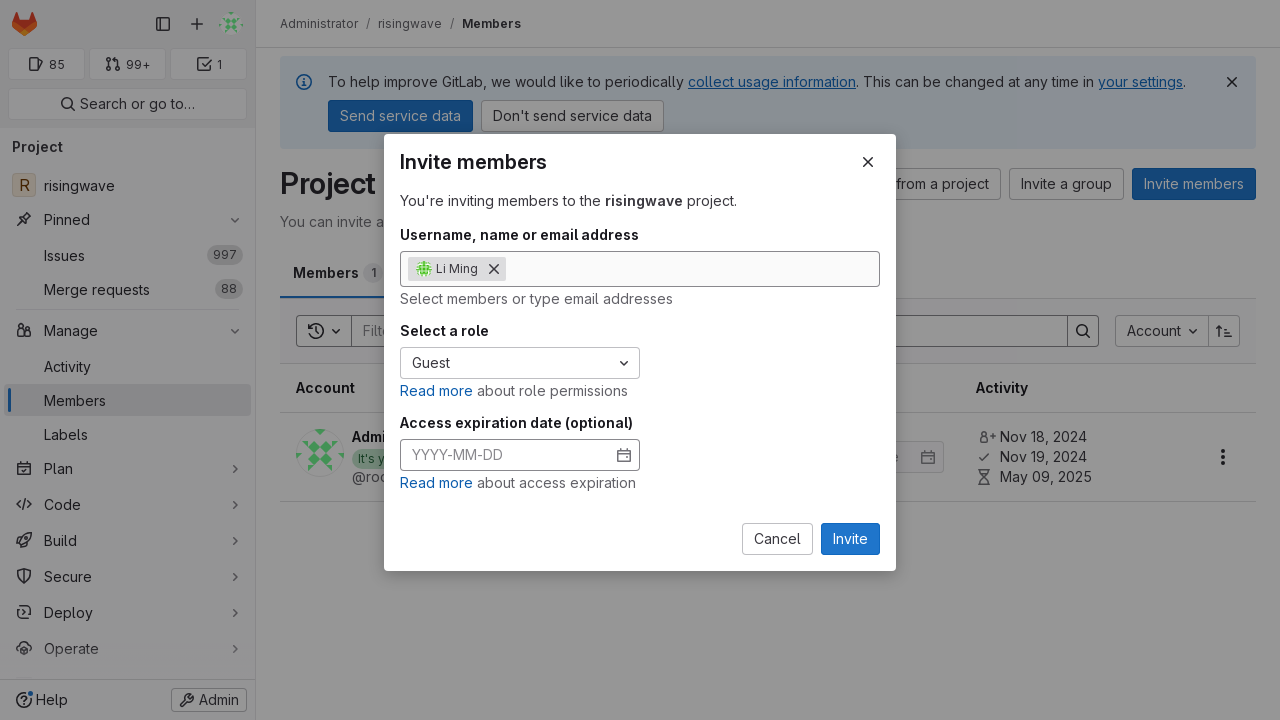 85
99+
1
Search or go to…
Project
R
risingwave
Pinned
Issues
997
Merge requests
88
Manage
Activity
Members
Labels
Plan
Code
Build
Secure
Deploy
Operate
Help
Admin
Administrator / risingwave / Members
To help improve GitLab, we would like to periodically collect usage information. This can be changed at any time in your settings.
Send service data
Don't send service data
Project
from a project
Invite a group
Invite members
You can invite a
Members 1
Account
Account
Activity
Nov 18, 2024
It's y
Nov 19, 2024
May 09, 2025
Invite members
You're inviting members to the risingwave project.
Username, name or email address
Li Ming
Select members or type email addresses
Select a role
Guest
Read more about role permissions
Access expiration date (optional)
YYYY-MM-DD
Read more about access expiration
Cancel
Invite